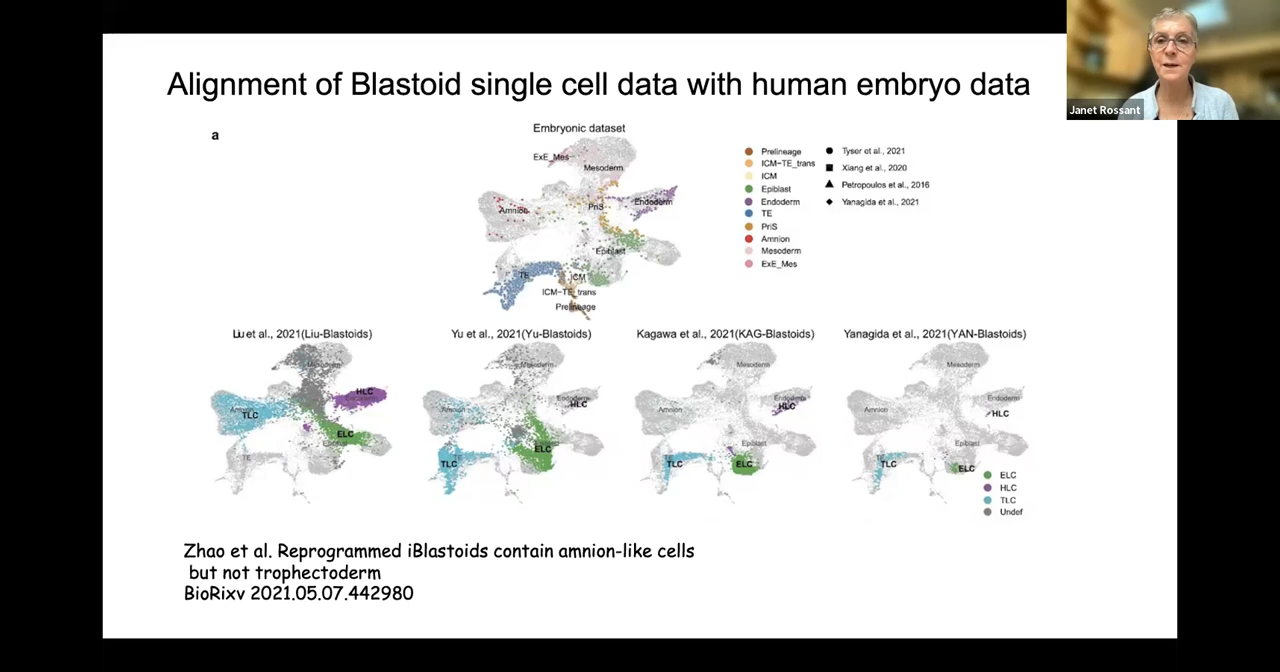 Alignment of Blastoid single cell data with human embryo data
Janet Rossant
a
Embryonic dataset
ExE_Mes
Mesoderm
Amnion
PriS
Endoderm
Epiblast
TE
ICM
ICM-TE_trans
Prelineage
Prelineage
ICM-TE_trans
ICM
Epiblast
Endoderm
TE
PriS
Amnion
Mesoderm
ExE_Mes
Tyser et al., 2021
Xiang et al., 2020
Petropoulos et al., 2016
Yanagida et al., 2021
Liu et al., 2021(Liu-Blastoids)
Mesoderm
HLC
Amnion
TLC
ELC
TE
Yu et al., 2021(Yu-Blastoids)
Mesoderm
Endoderm
HLC
Amnion
ELC
TLC
Kagawa et al., 2021(KAG-Blastoids)
Mesoderm
Endoderm
HLC
Amnion
Epiblast
TE
TLC
ELC
Yanagida et al., 2021(YAN-Blastoids)
Mesoderm
Endoderm
HLC
Amnion
Epiblast
TE
TLC
ELC
ELC
HLC
TLC
Undef
Zhao et al. Reprogrammed iBlastoids contain amnion-like cells
but not trophectoderm
BioRixv 2021.05.07.442980